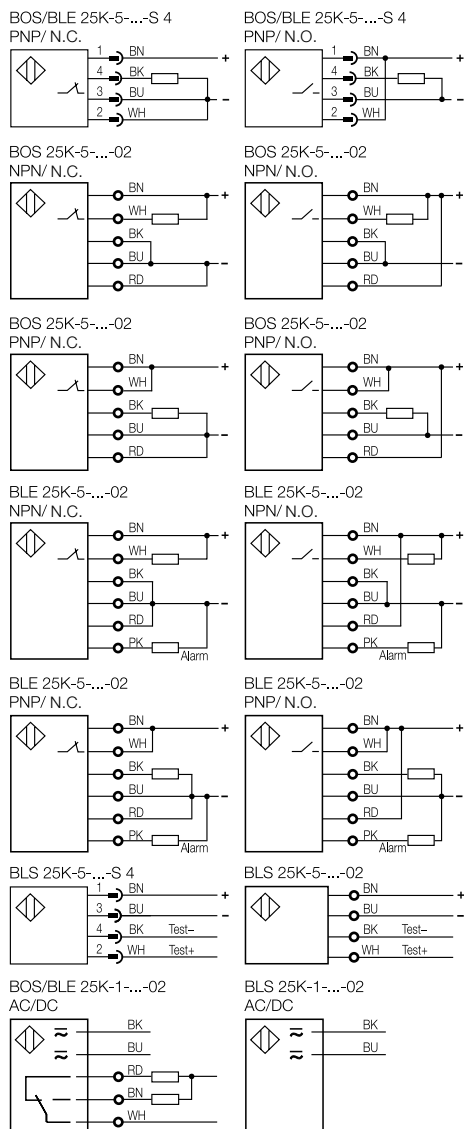 BOS/BLE 25K-5-...-S 4
PNP/ N.C.
1 BN +
4 BK
3 BU –
2 WH
BOS/BLE 25K-5-...-S 4
PNP/ N.O.
1 BN +
4 BK
3 BU –
2 WH
BOS 25K-5-...-02
NPN/ N.C.
BN +
WH
BK
BU –
RD
BOS 25K-5-...-02
NPN/ N.O.
BN +
WH
BK
BU –
RD
BOS 25K-5-...-02
PNP/ N.C.
BN +
WH
BK
BU –
RD
BOS 25K-5-...-02
PNP/ N.O.
BN +
WH
BK
BU –
RD
BLE 25K-5-...-02
NPN/ N.C.
BN +
WH
BK
BU –
RD
PK Alarm
BLE 25K-5-...-02
NPN/ N.O.
BN +
WH
BK
BU –
RD
PK Alarm
BLE 25K-5-...-02
PNP/ N.C.
BN +
WH
BK
BU –
RD
PK Alarm
BLE 25K-5-...-02
PNP/ N.O.
BN +
WH
BK
BU –
RD
PK Alarm
BLS 25K-5-...-S 4
1 BN +
3 BU –
4 BK Test–
2 WH Test+
BLS 25K-5-...-02
BN +
BU –
BK Test–
WH Test+
BOS/BLE 25K-1-...-02
AC/DC
BK
BU
RD
BN
WH
BLS 25K-1-...-02
AC/DC
BK
BU